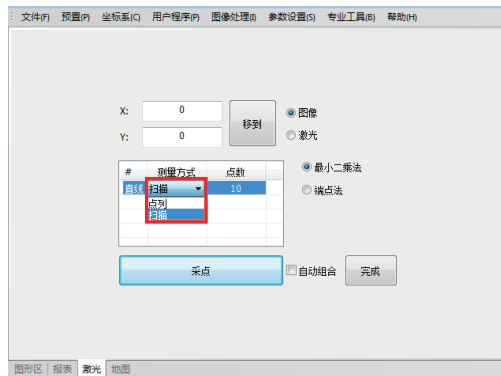 文件(F) 预置(P) 坐标系(C) 用户程序(P) 图像处理(I) 参数设置(S) 专业工具(B) 帮助(H)
X: 0 移到 图像
Y: 0 激光
# 测量方式 点数 最小二乘法
直线 扫描 10 端点法
点列
扫描
采点 自动组合 完成
图形区 报表 激光 地图